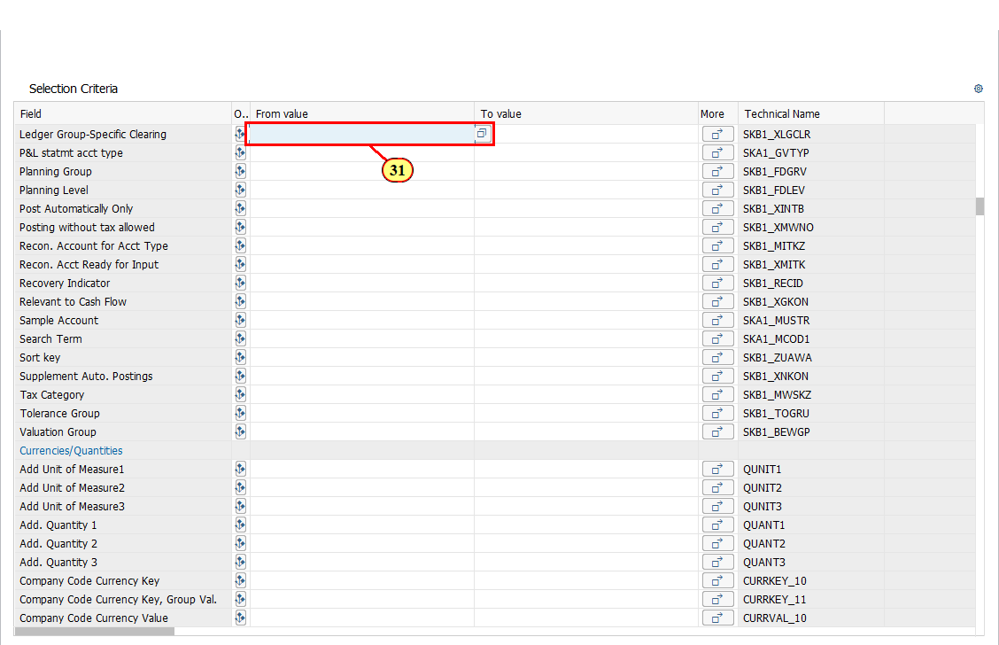 Selection Criteria
Field O.. From value To value More Technical Name
Ledger Group-Specific Clearing SKB1_XLGCLR
P&L statmt acct type SKA1_GVTYP
31
Planning Group SKB1_FDGRV
Planning Level SKB1_FDLEV
Post Automatically Only SKB1_XINTB
Posting without tax allowed SKB1_XMWNO
Recon. Account for Acct Type SKB1_MITKZ
Recon. Acct Ready for Input SKB1_XMITK
Recovery Indicator SKB1_RECID
Relevant to Cash Flow SKB1_XGKON
Sample Account SKA1_MUSTR
Search Term SKA1_MCOD1
Sort key SKB1_ZUAWA
Supplement Auto. Postings SKB1_XNKON
Tax Category SKB1_MWSKZ
Tolerance Group SKB1_TOGRU
Valuation Group SKB1_BEWGP
Currencies/Quantities
Add Unit of Measure1 QUNIT1
Add Unit of Measure2 QUNIT2
Add Unit of Measure3 QUNIT3
Add. Quantity 1 QUANT1
Add. Quantity 2 QUANT2
Add. Quantity 3 QUANT3
Company Code Currency Key CURRKEY_10
Company Code Currency Key, Group Val. CURRKEY_11
Company Code Currency Value CURRVAL_10